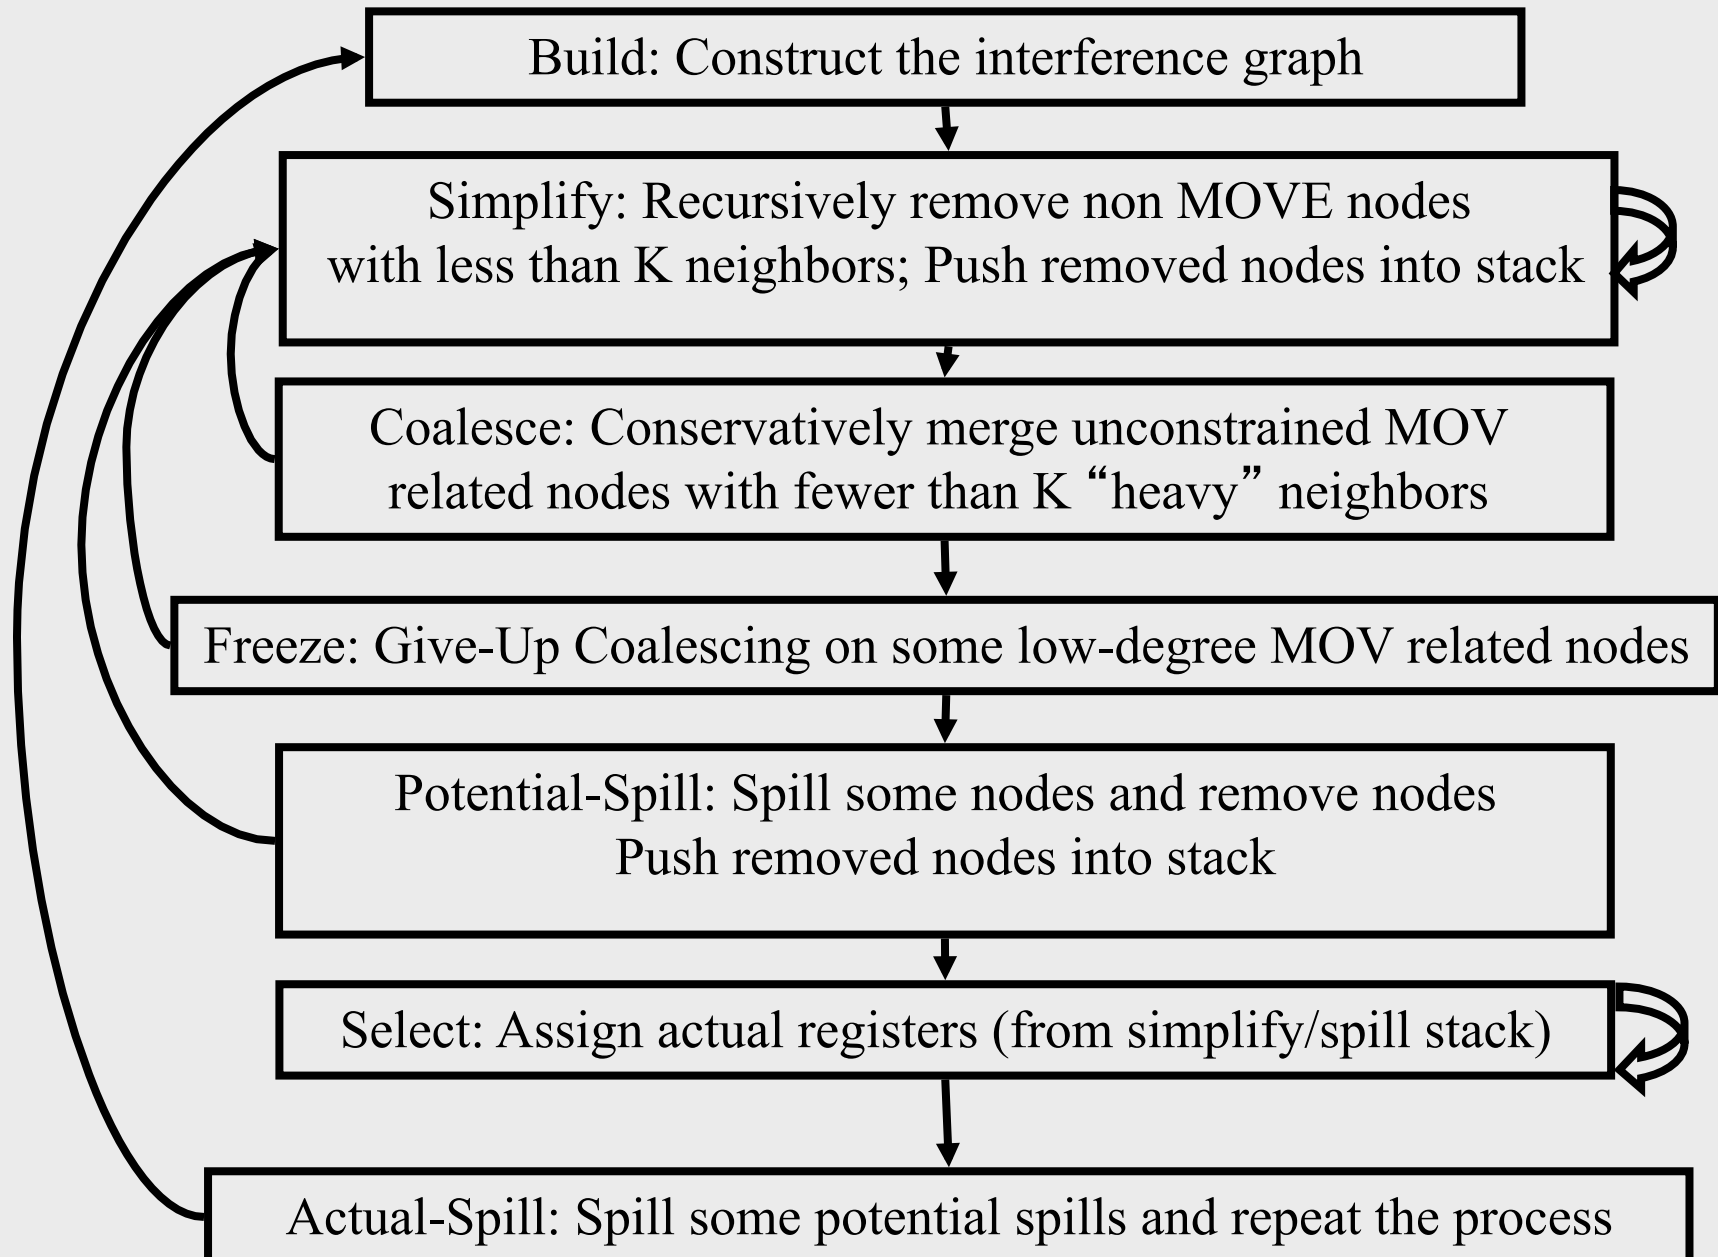 Build: Construct the interference graph
Simplify: Recursively remove non MOVE nodes
with less than K neighbors; Push removed nodes into stack
Coalesce: Conservatively merge unconstrained MOV
related nodes with fewer than K “heavy” neighbors
Freeze: Give-Up Coalescing on some low-degree MOV related nodes
Potential-Spill: Spill some nodes and remove nodes
Push removed nodes into stack
Select: Assign actual registers (from simplify/spill stack)
Actual-Spill: Spill some potential spills and repeat the process